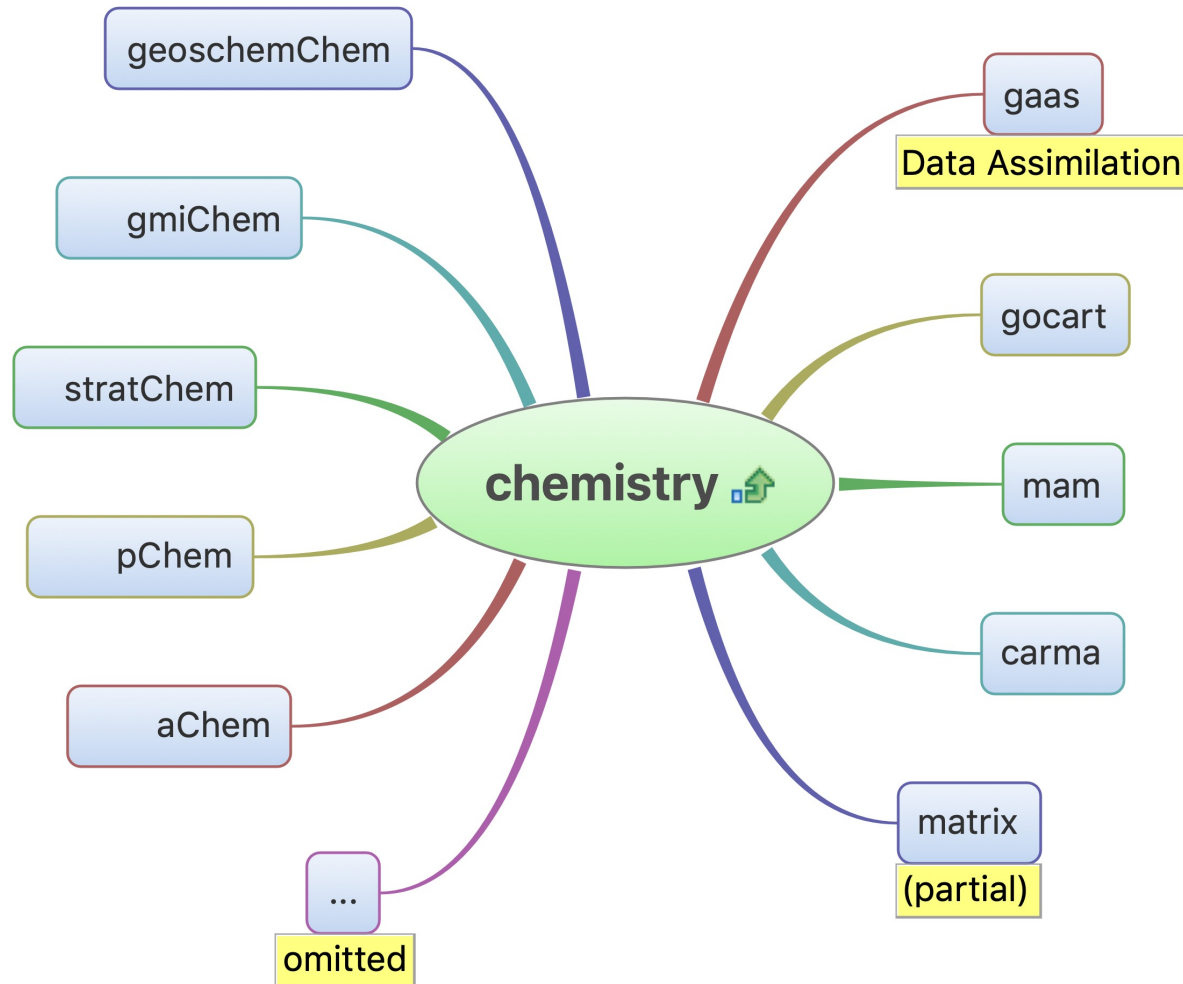 geoschemChem
gaas
Data Assimilation
gmiChem
gocart
stratChem
chemistry
mam
pChem
carma
aChem
matrix
(partial)
...
omitted